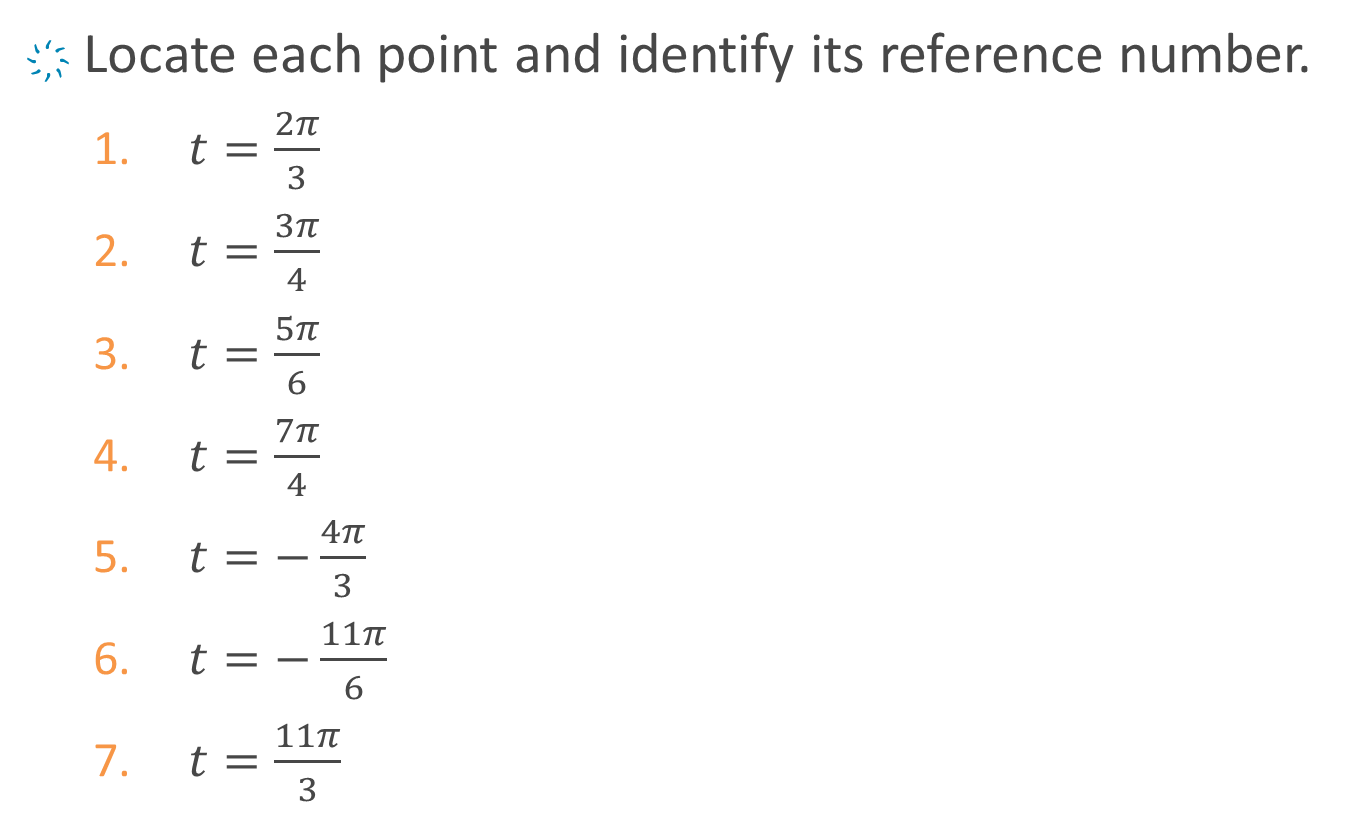 Locate each point and identify its reference number.
1. t = 2π/3
2. t = 3π/4
3. t = 5π/6
4. t = 7π/4
5. t = − 4π/3
6. t = − 11π/6
7. t = 11π/3